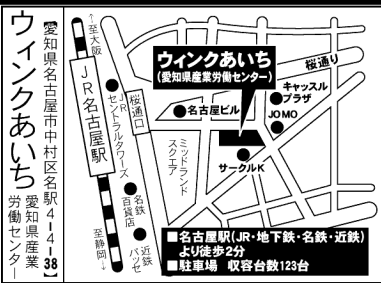 【愛知県名古屋市中村区名駅4-4-38】
ウィンクあいち
愛知県産業
労働センター
↑至大阪
JR名古屋駅
至静岡↓
JR
セントラルタワーズ
桜通口
名鉄
百貨店
近鉄
パッセ
ミッドランド
スクエア
名古屋ビル
ウィンクあいち
(愛知県産業労働センター)
桜通り
キャッスル
プラザ
JOMO
サークルK
■名古屋駅(JR・地下鉄・名鉄・近鉄)
より徒歩2分
■駐車場 収容台数123台